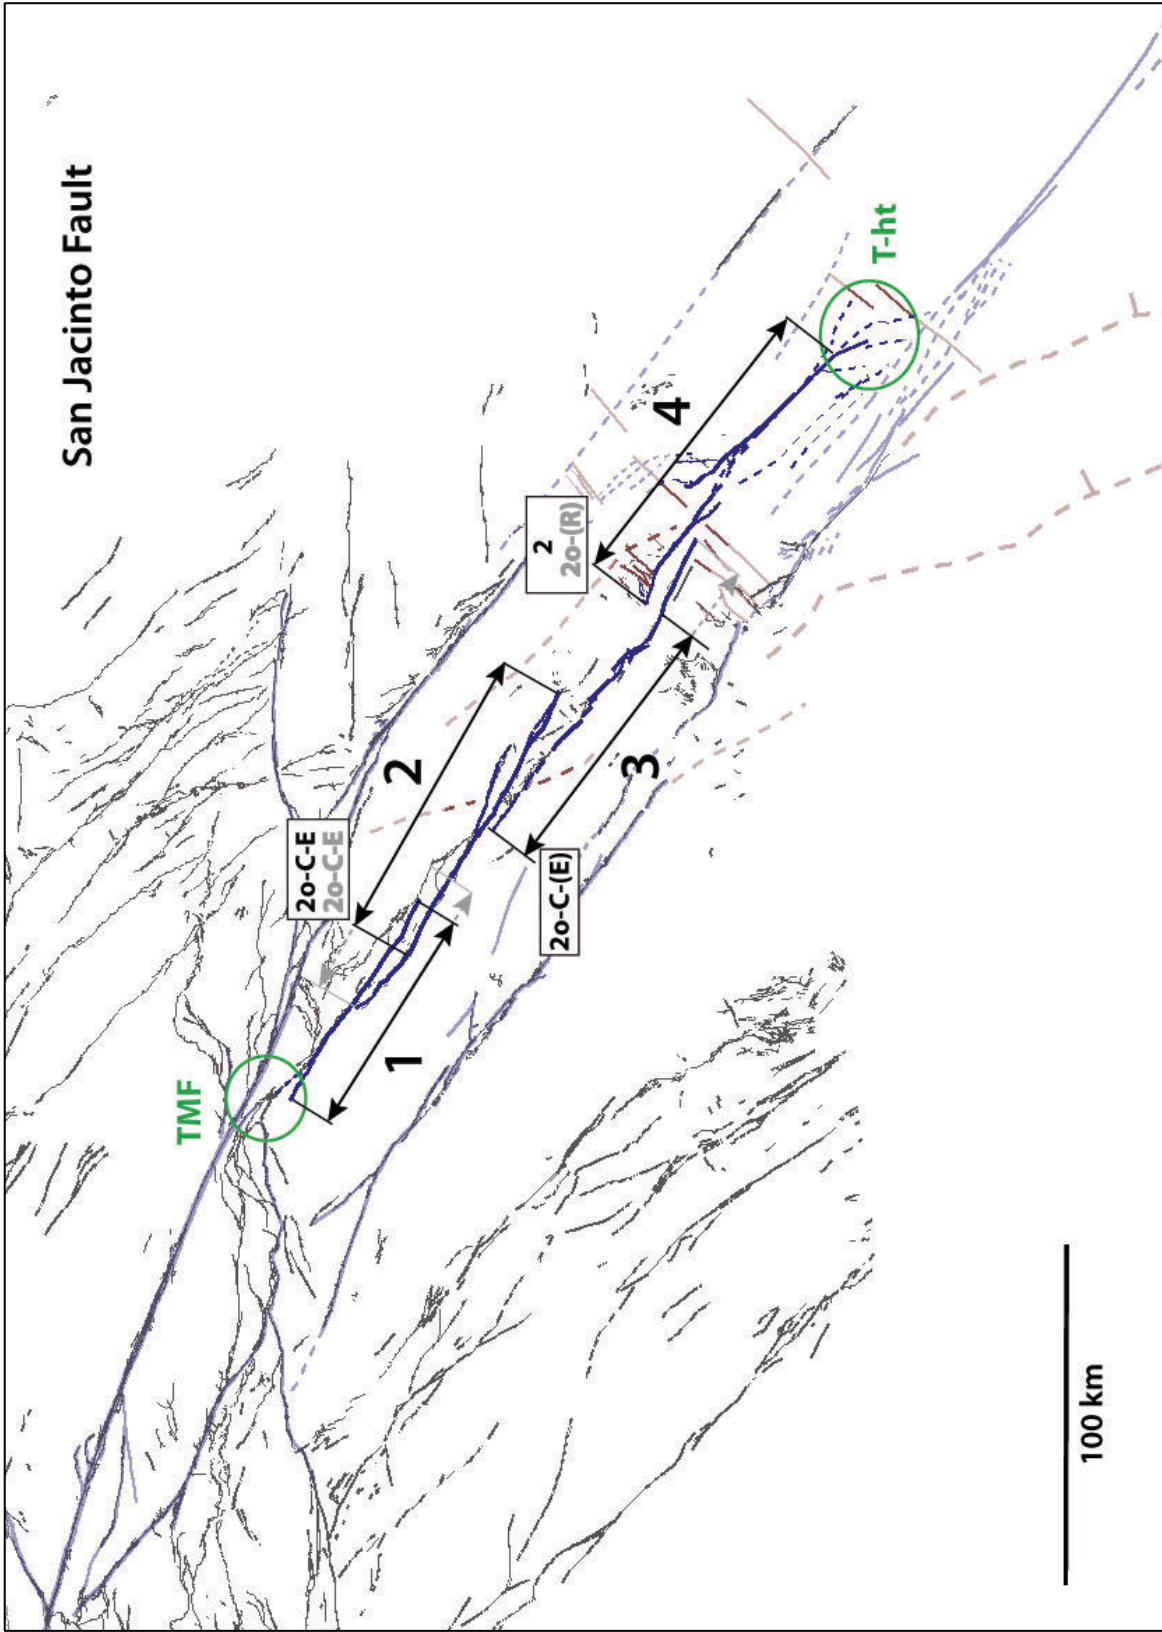 San Jacinto Fault
TMF
1
2o-C-E
2o-C-E
2
2o-C-(E)
3
2
2o-(R)
4
T-ht
100 km